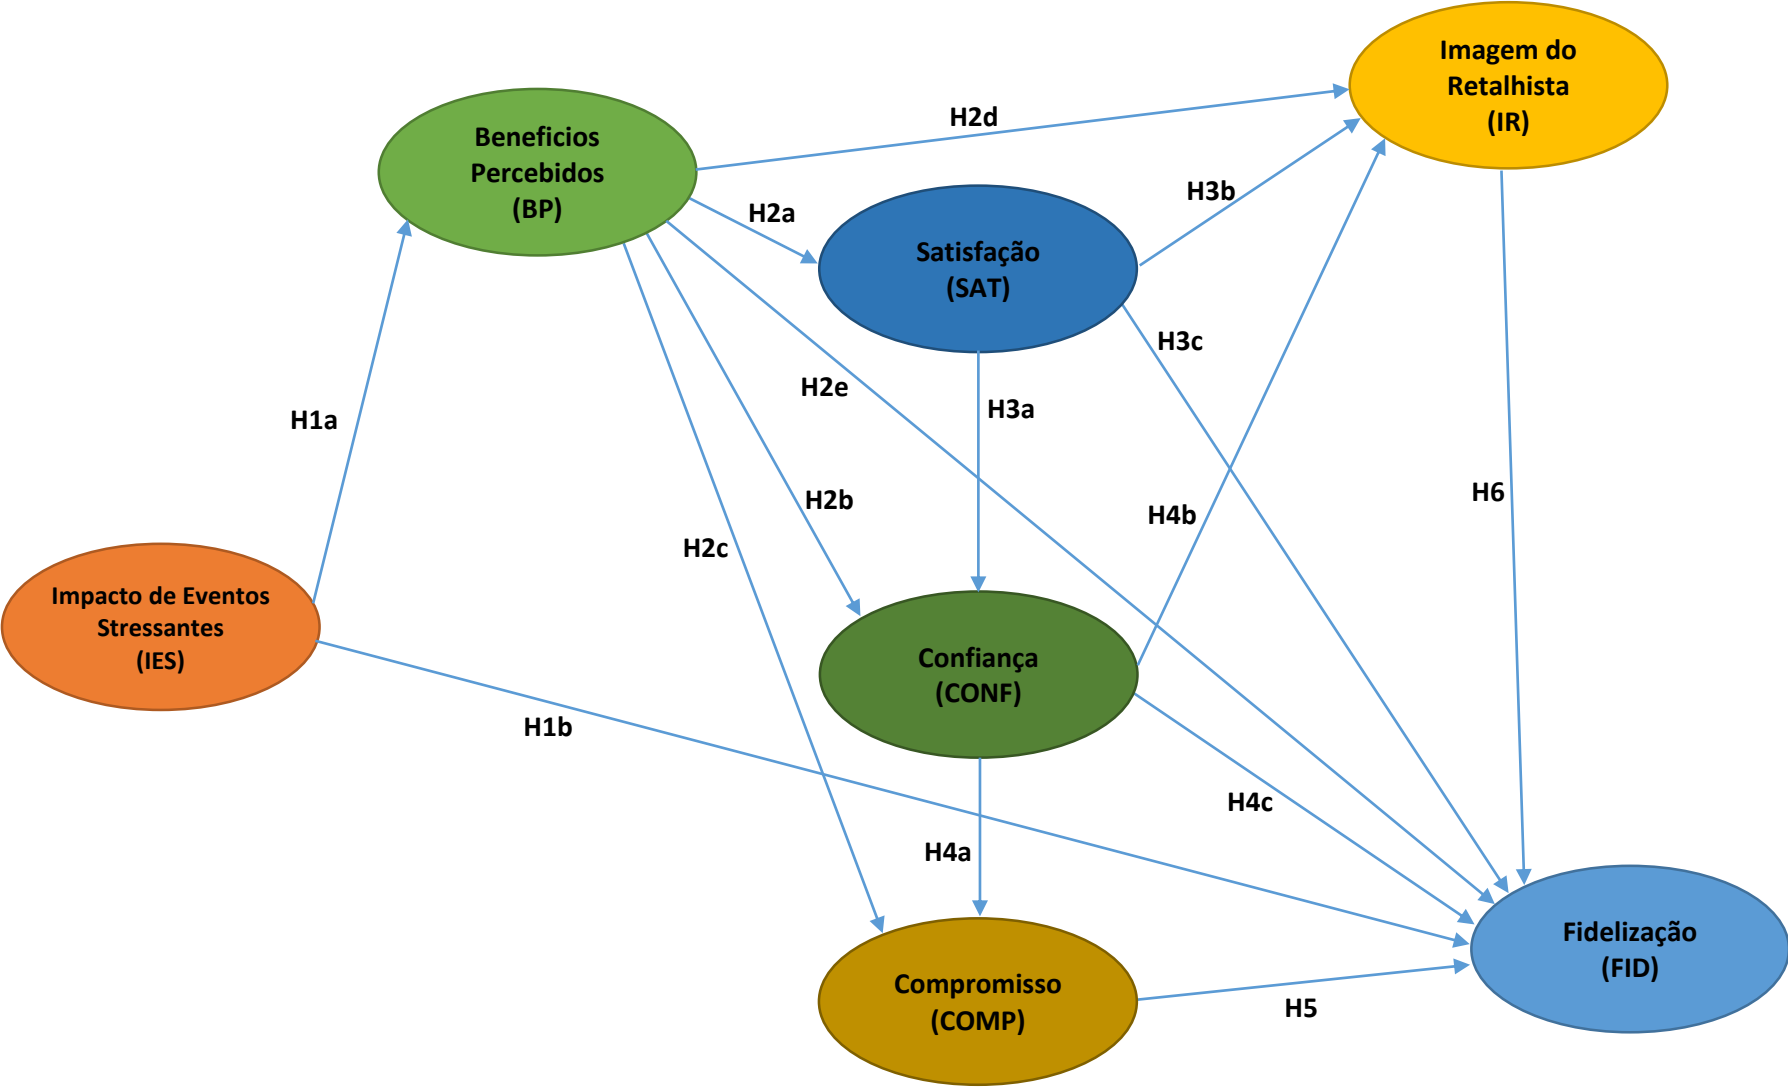 Imagem do
Retalhista
(IR)
H2d
Beneficios
Percebidos
(BP)
H2a
H3b
Satisfação
(SAT)
H3c
H2e
H3a
H1a
H2b
H4b
H6
H2c
Impacto de Eventos
Stressantes
(IES)
Confiança
(CONF)
H1b
H4c
H4a
Fidelização
(FID)
Compromisso
(COMP)
H5